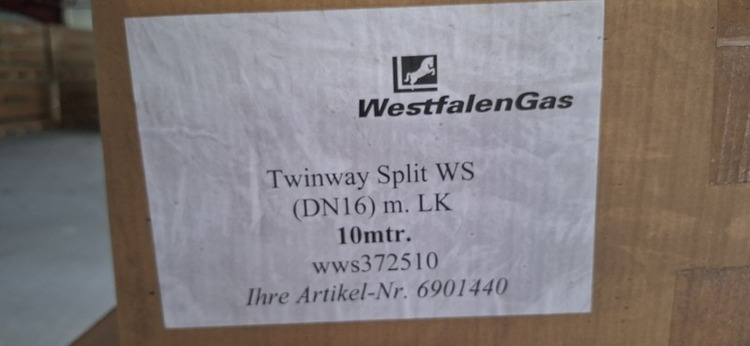 WestfalenGas
Twinway Split WS
(DN16) m. LK
10mtr.
wws372510
Ihre Artikel-Nr. 6901440